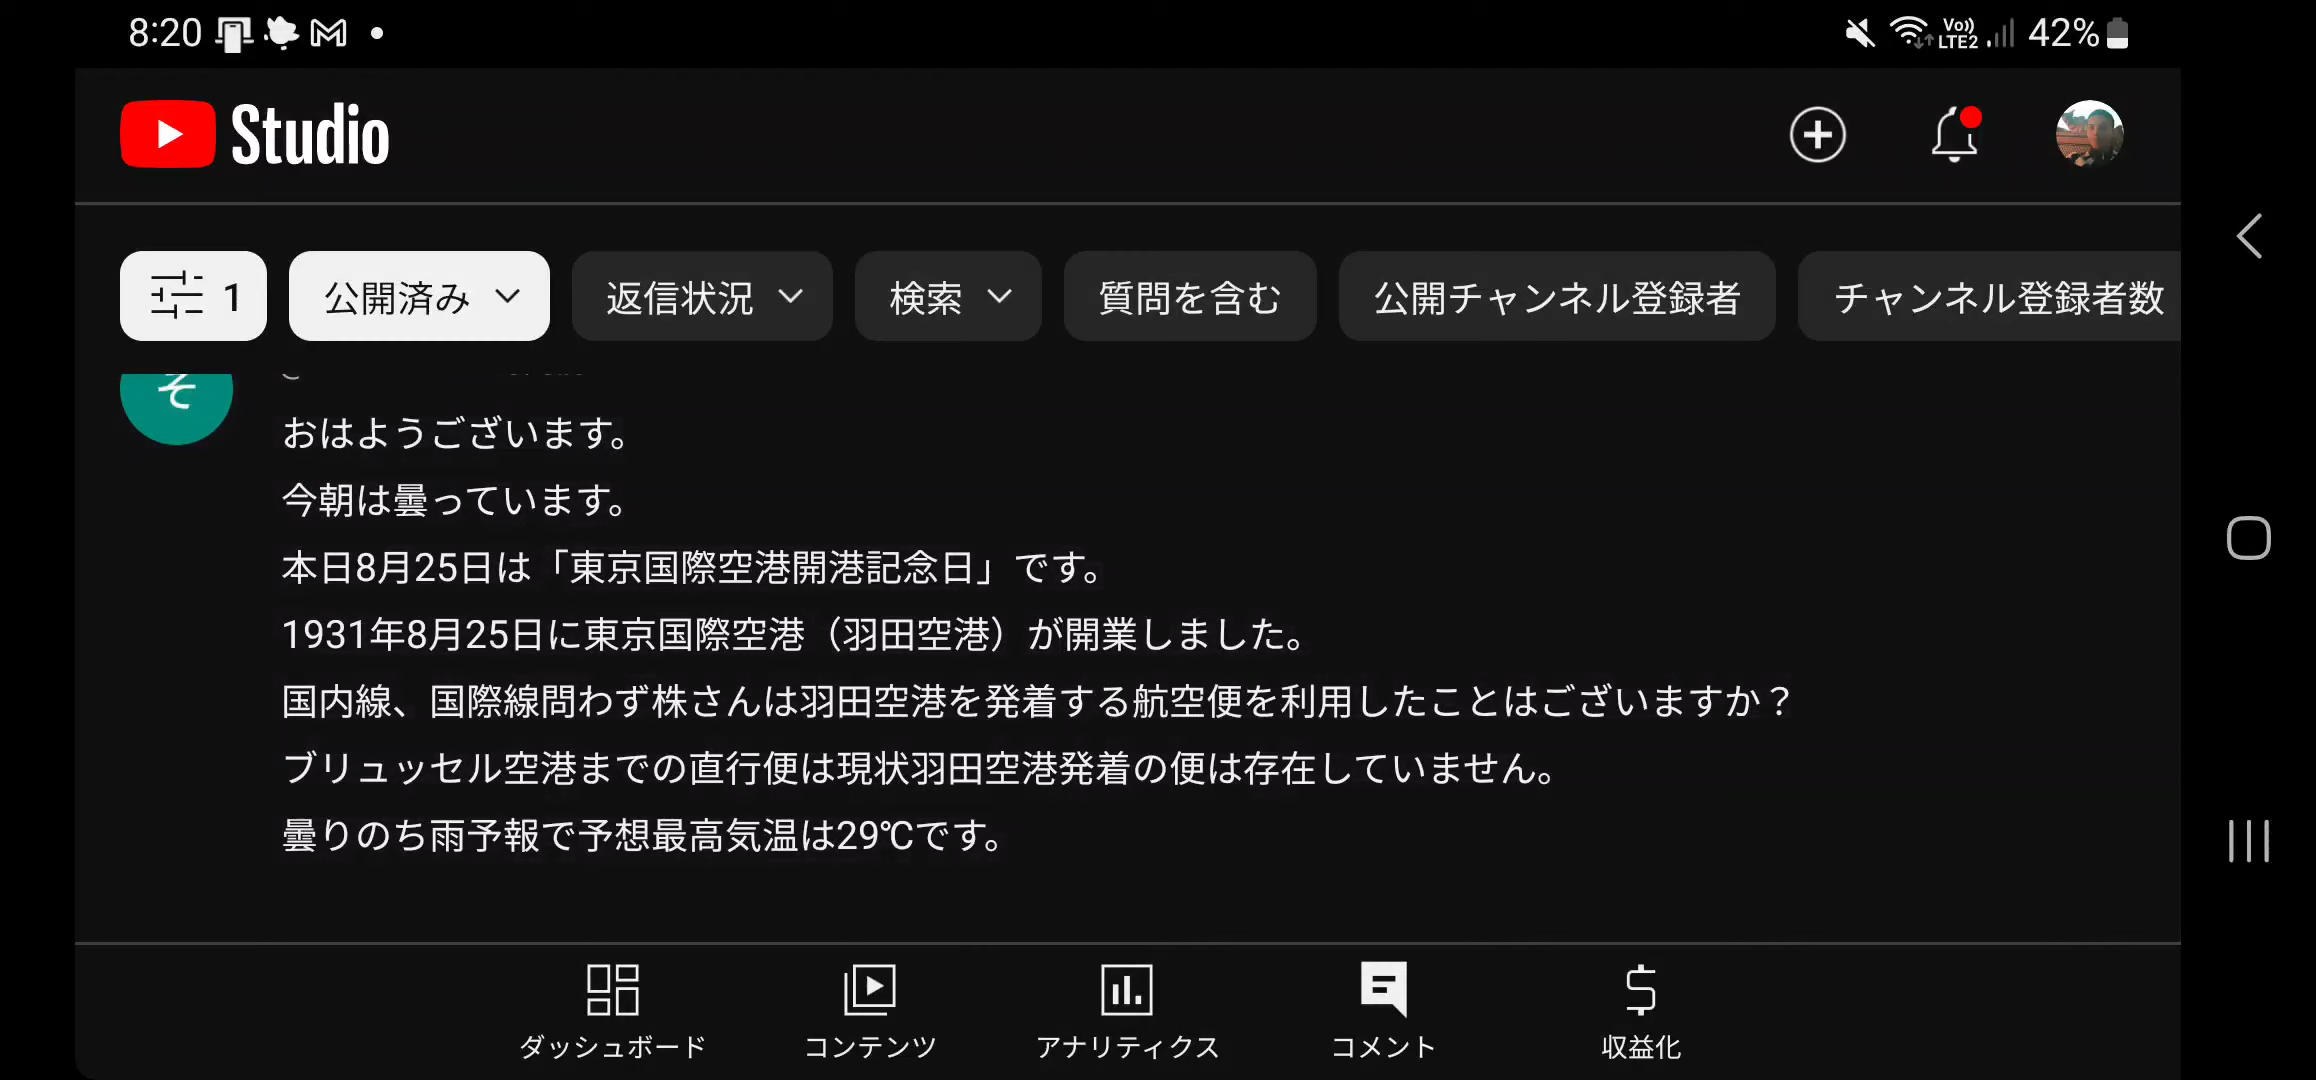 8:20
Vo)) LTE2 42%
Studio
1 公開済み 返信状況 検索 質問を含む 公開チャンネル登録者 チャンネル登録者数
そ
おはようございます。
今朝は曇っています。
本日8月25日は「東京国際空港開港記念日」です。
1931年8月25日に東京国際空港（羽田空港）が開業しました。
国内線、国際線問わず株さんは羽田空港を発着する航空便を利用したことはございますか？
ブリュッセル空港までの直行便は現状羽田空港発着の便は存在していません。
曇りのち雨予報で予想最高気温は29℃です。
ダッシュボード コンテンツ アナリティクス コメント 収益化